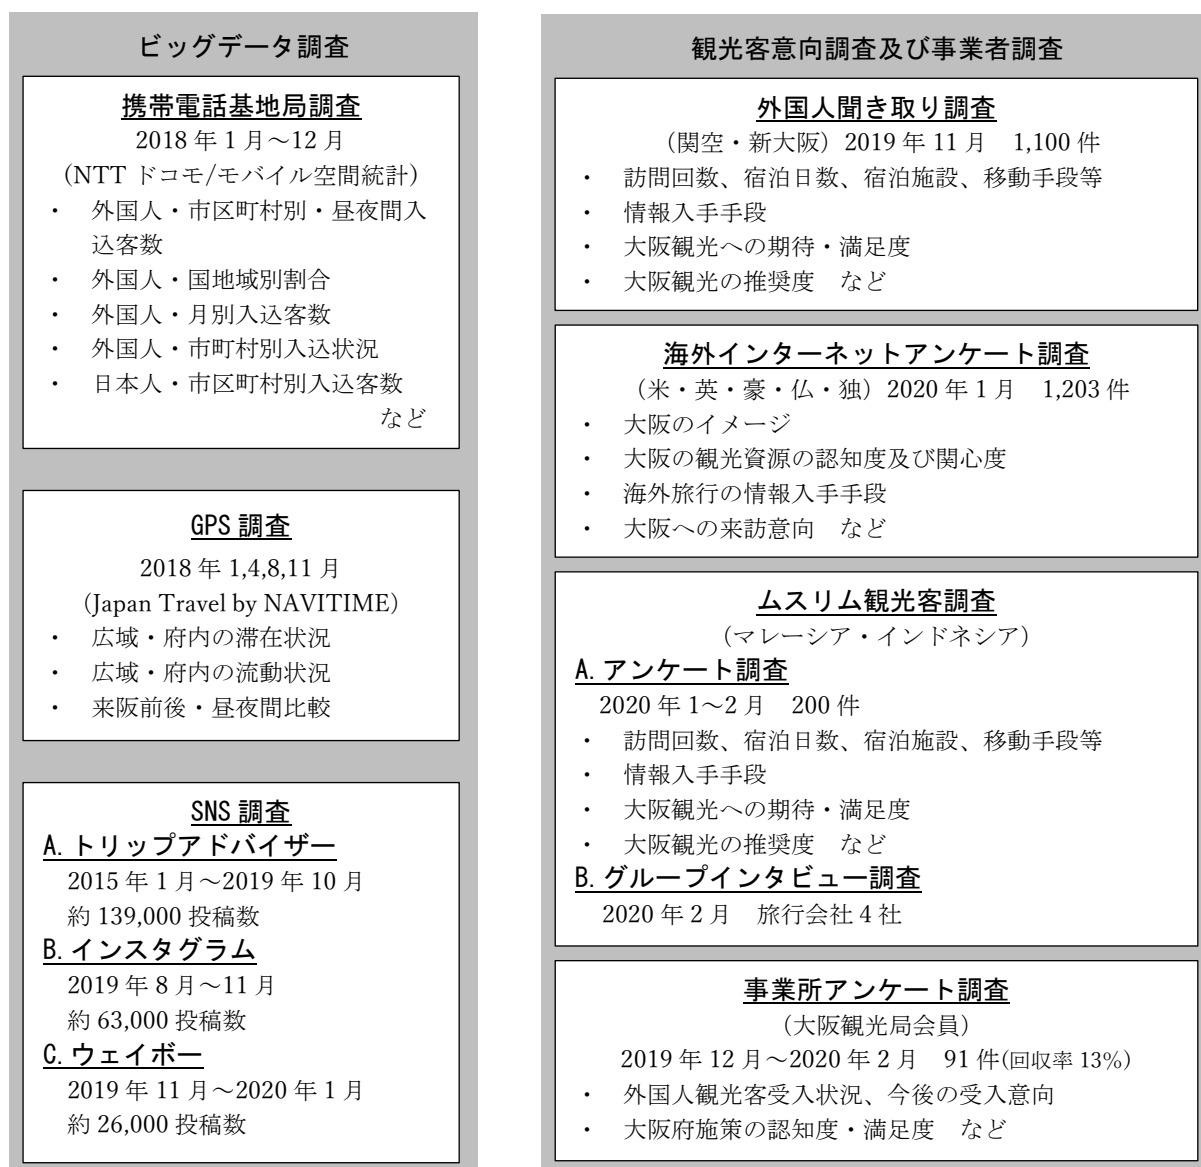 ビッグデータ調査
携帯電話基地局調査
2018 年 1 月～12 月
（NTT ドコモ/モバイル空間統計）
・ 外国人・市区町村別・昼夜間入
込客数
・ 外国人・国地域別割合
・ 外国人・月別入込客数
・ 外国人・市町村別入込状況
・ 日本人・市区町村別入込客数
など
GPS 調査
2018 年 1,4,8,11 月
（Japan Travel by NAVITIME）
・ 広域・府内の滞在状況
・ 広域・府内の流動状況
・ 来阪前後・昼夜間比較
SNS 調査
A. トリップアドバイザー
2015 年 1 月～2019 年 10 月
約 139,000 投稿数
B. インスタグラム
2019 年 8 月～11 月
約 63,000 投稿数
C. ウェイボー
2019 年 11 月～2020 年 1 月
約 26,000 投稿数
観光客意向調査及び事業者調査
外国人聞き取り調査
（関空・新大阪）2019 年 11 月　1,100 件
・ 訪問回数、宿泊日数、宿泊施設、移動手段等
・ 情報入手手段
・ 大阪観光への期待・満足度
・ 大阪観光の推奨度　など
海外インターネットアンケート調査
（米・英・豪・仏・独）2020 年 1 月　1,203 件
・ 大阪のイメージ
・ 大阪の観光資源の認知度及び関心度
・ 海外旅行の情報入手手段
・ 大阪への来訪意向　など
ムスリム観光客調査
（マレーシア・インドネシア）
A. アンケート調査
2020 年 1～2 月　200 件
・ 訪問回数、宿泊日数、宿泊施設、移動手段等
・ 情報入手手段
・ 大阪観光への期待・満足度
・ 大阪観光の推奨度　など
B. グループインタビュー調査
2020 年 2 月　旅行会社 4 社
事業所アンケート調査
（大阪観光局会員）
2019 年 12 月～2020 年 2 月　91 件(回収率 13%)
・ 外国人観光客受入状況、今後の受入意向
・ 大阪府施策の認知度・満足度　など